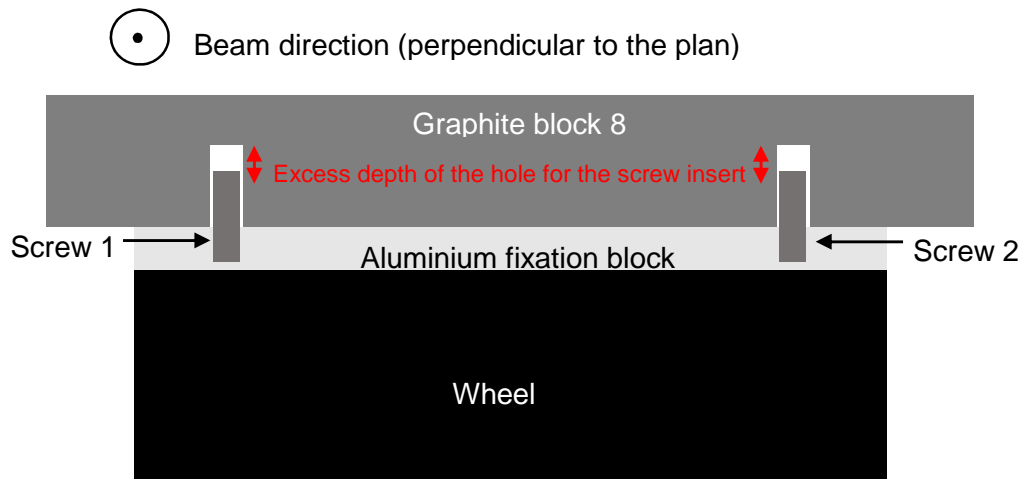 Beam direction (perpendicular to the plan)
Graphite block 8
Excess depth of the hole for the screw insert
Screw 1
Aluminium fixation block
Screw 2
Wheel